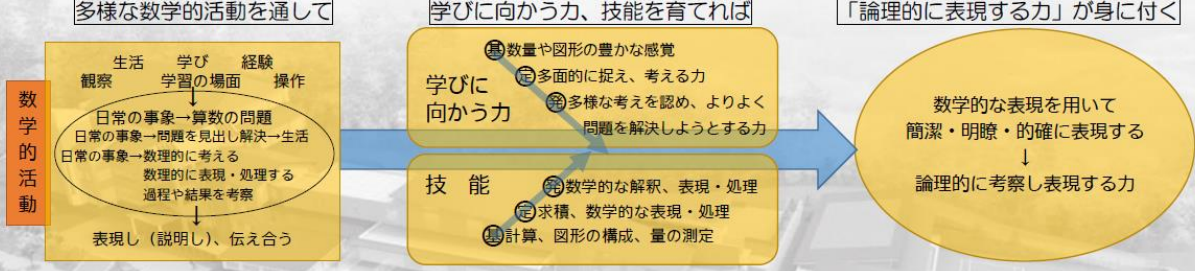 多様な数学的活動を通して
学びに向かう力、技能を育てれば
「論理的に表現する力」が身に付く
数学的活動
生活 学び 経験
観察 学習の場面 操作
↓
日常の事象→算数の問題
日常の事象→問題を見出し解決→生活
日常の事象→数理的に考える
数理的に表現・処理する
過程や結果を考察
↓
表現し（説明し）、伝え合う
学びに
向かう力
基数量や図形の豊かな感覚
定多面的に捉え、考える力
発多様な考えを認め、よりよく
問題を解決しようとする力
技 能
発数学的な解釈、表現・処理
定求積、数学的な表現・処理
基計算、図形の構成、量の測定
数学的な表現を用いて
簡潔・明瞭・的確に表現する
↓
論理的に考察し表現する力